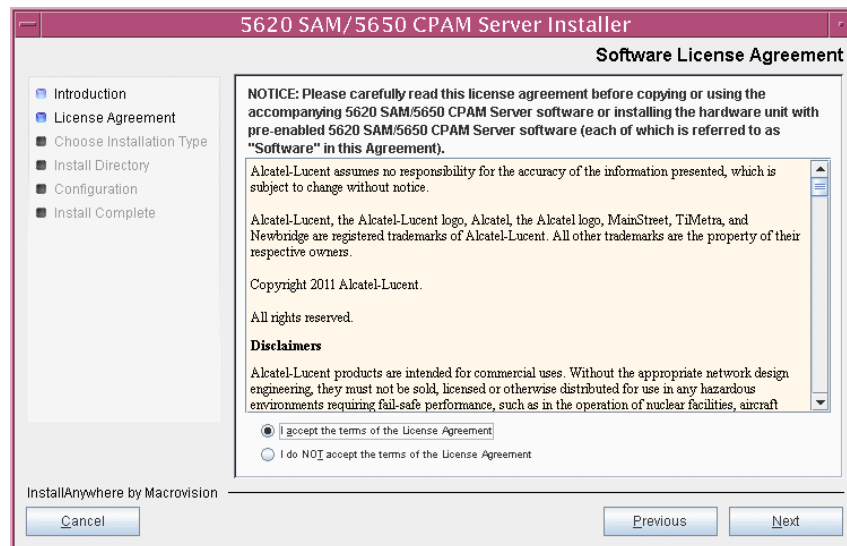 5620 SAM/5650 CPAM Server Installer
Software License Agreement
Introduction
License Agreement
Choose Installation Type
Install Directory
Configuration
Install Complete
NOTICE: Please carefully read this license agreement before copying or using the
accompanying 5620 SAM/5650 CPAM Server software or installing the hardware unit with
pre-enabled 5620 SAM/5650 CPAM Server software (each of which is referred to as
"Software" in this Agreement).
Alcatel-Lucent assumes no responsibility for the accuracy of the information presented, which is
subject to change without notice.
Alcatel-Lucent, the Alcatel-Lucent logo, Alcatel, the Alcatel logo, MainStreet, TiMetra, and
Newbridge are registered trademarks of Alcatel-Lucent. All other trademarks are the property of their
respective owners.
Copyright 2011 Alcatel-Lucent.
All rights reserved.
Disclaimers
Alcatel-Lucent products are intended for commercial uses. Without the appropriate network design
engineering, they must not be sold, licensed or otherwise distributed for use in any hazardous
environments requiring fail-safe performance, such as in the operation of nuclear facilities, aircraft
I accept the terms of the License Agreement
I do NOT accept the terms of the License Agreement
InstallAnywhere by Macrovision
Cancel
Previous
Next